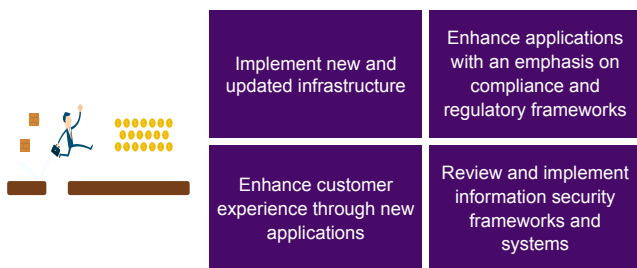 Implement new and
updated infrastructure
Enhance applications
with an emphasis on
compliance and
regulatory frameworks
Enhance customer
experience through new
applications
Review and implement
information security
frameworks and
systems